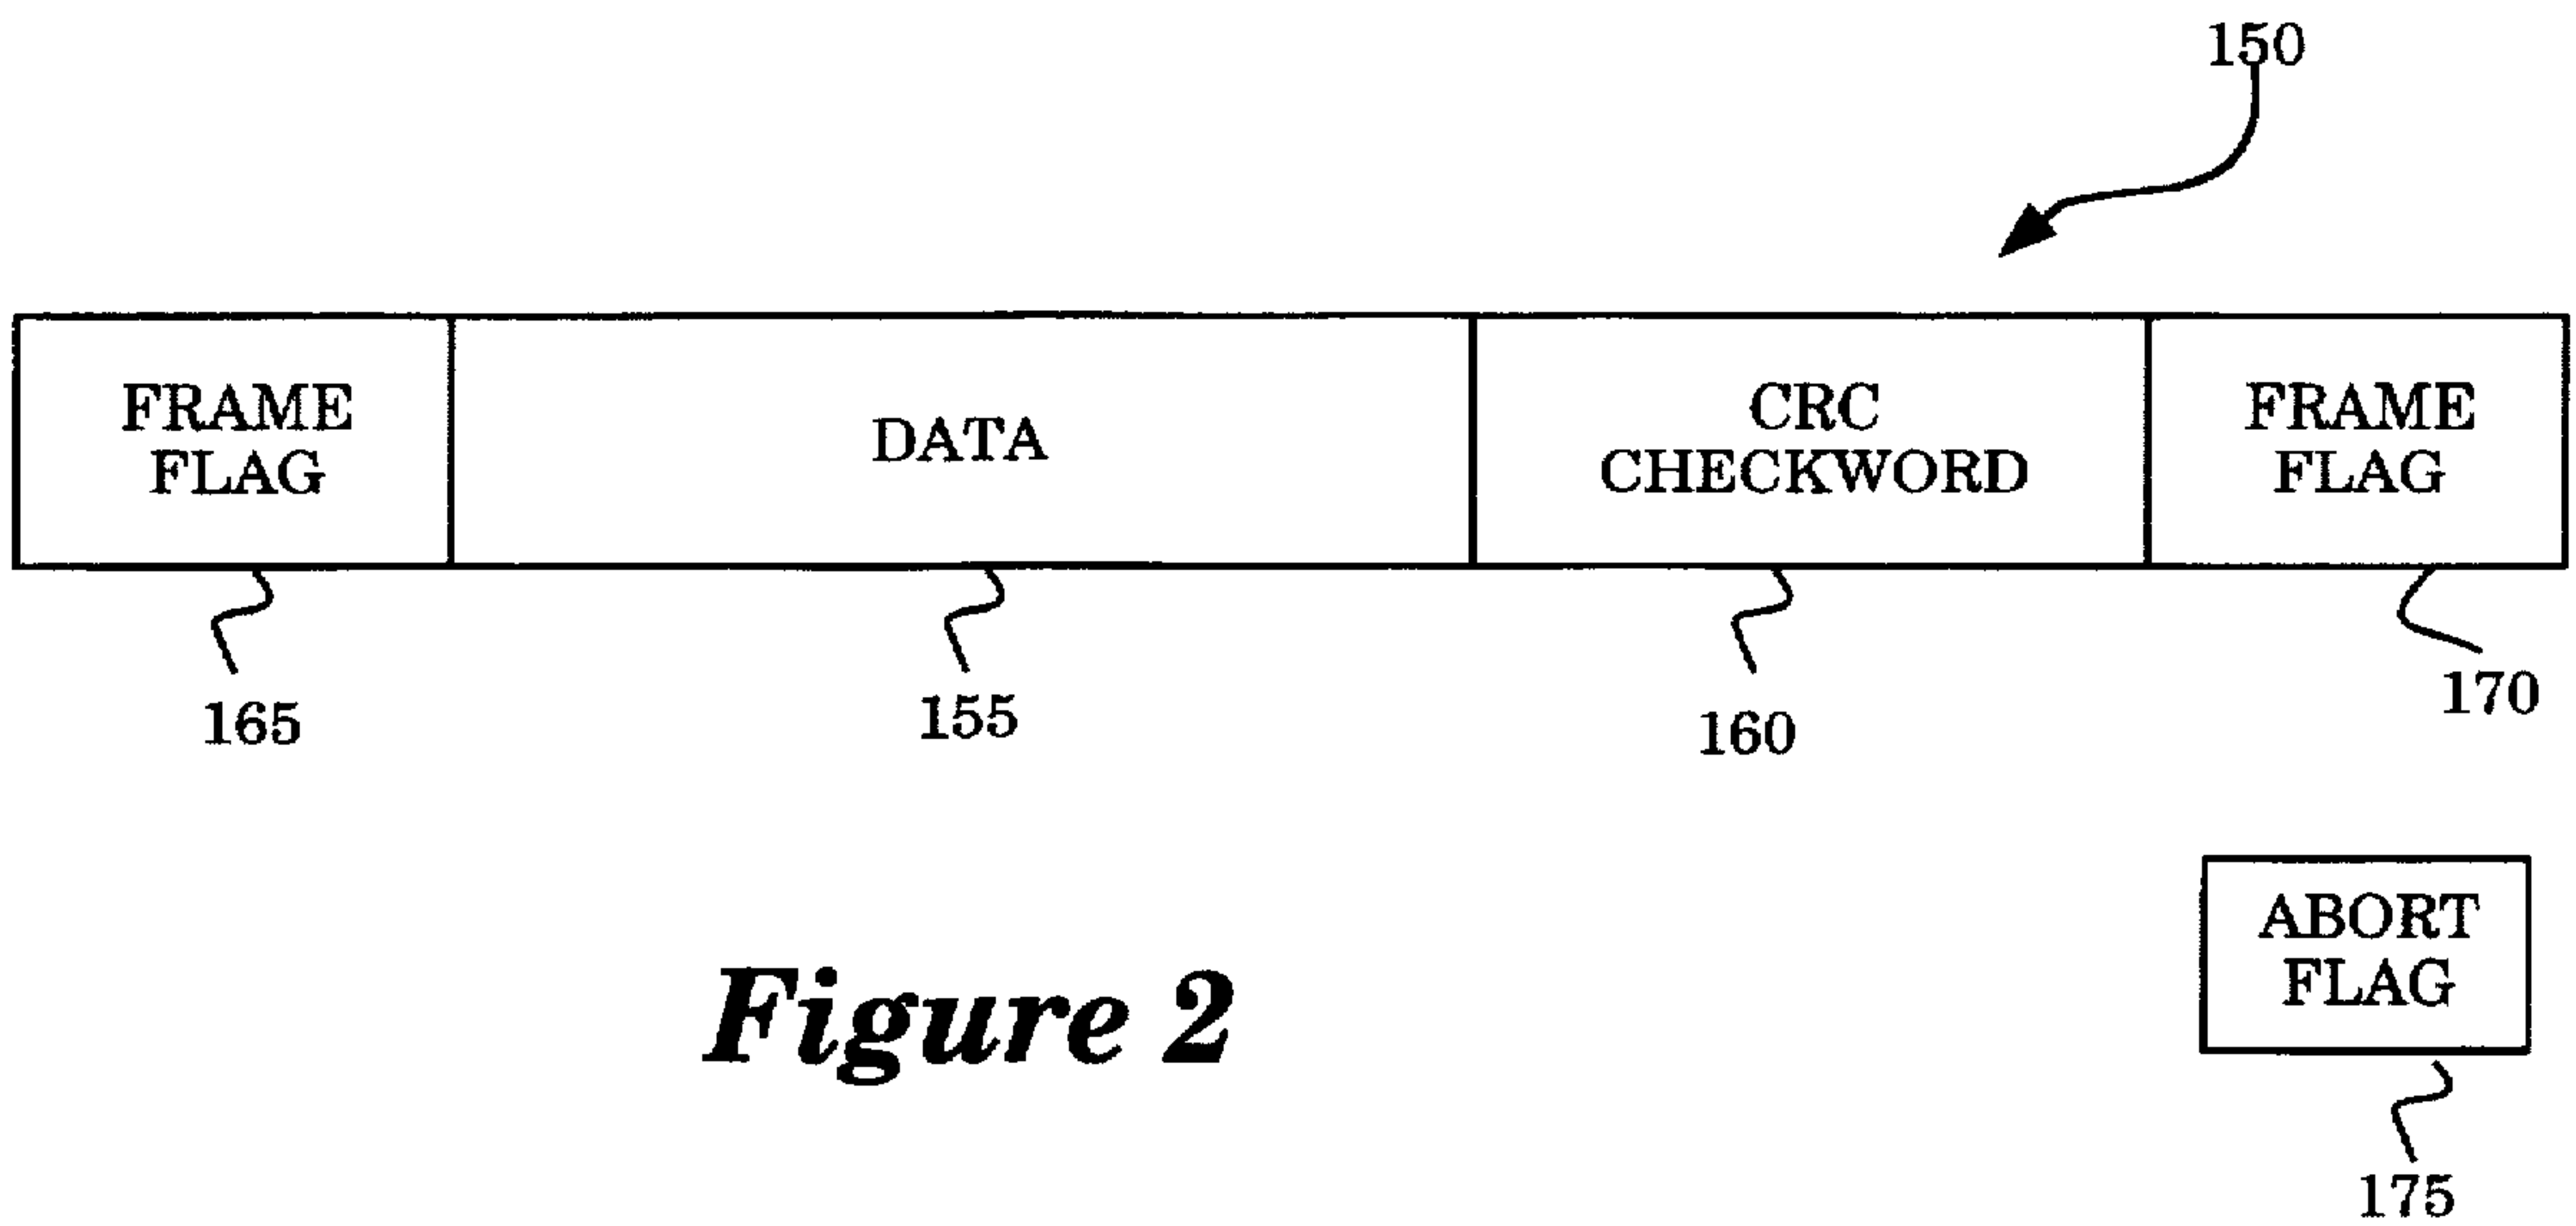 150
FRAME
FLAG
DATA
CRC
CHECKWORD
FRAME
FLAG
165
155
160
170
ABORT
FLAG
175
Figure 2